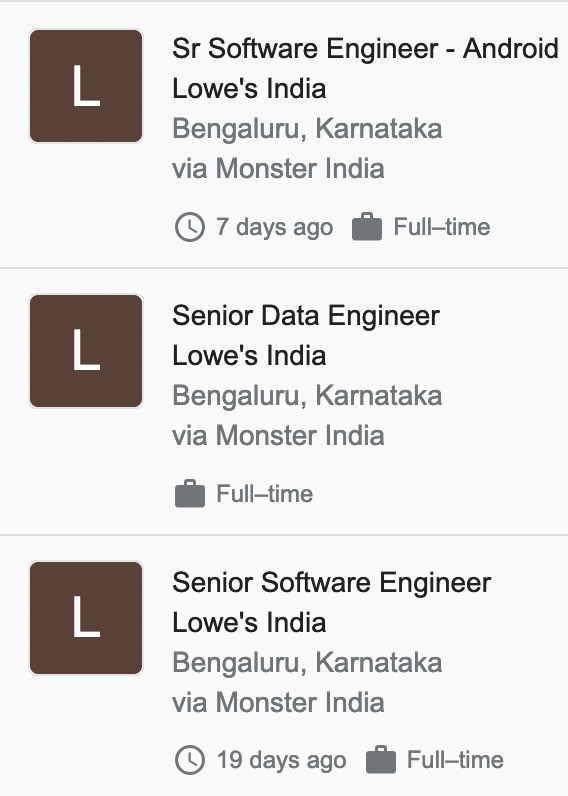 L
Sr Software Engineer - Android
Lowe's India
Bengaluru, Karnataka
via Monster India
7 days ago Full–time
L
Senior Data Engineer
Lowe's India
Bengaluru, Karnataka
via Monster India
Full–time
L
Senior Software Engineer
Lowe's India
Bengaluru, Karnataka
via Monster India
19 days ago Full–time